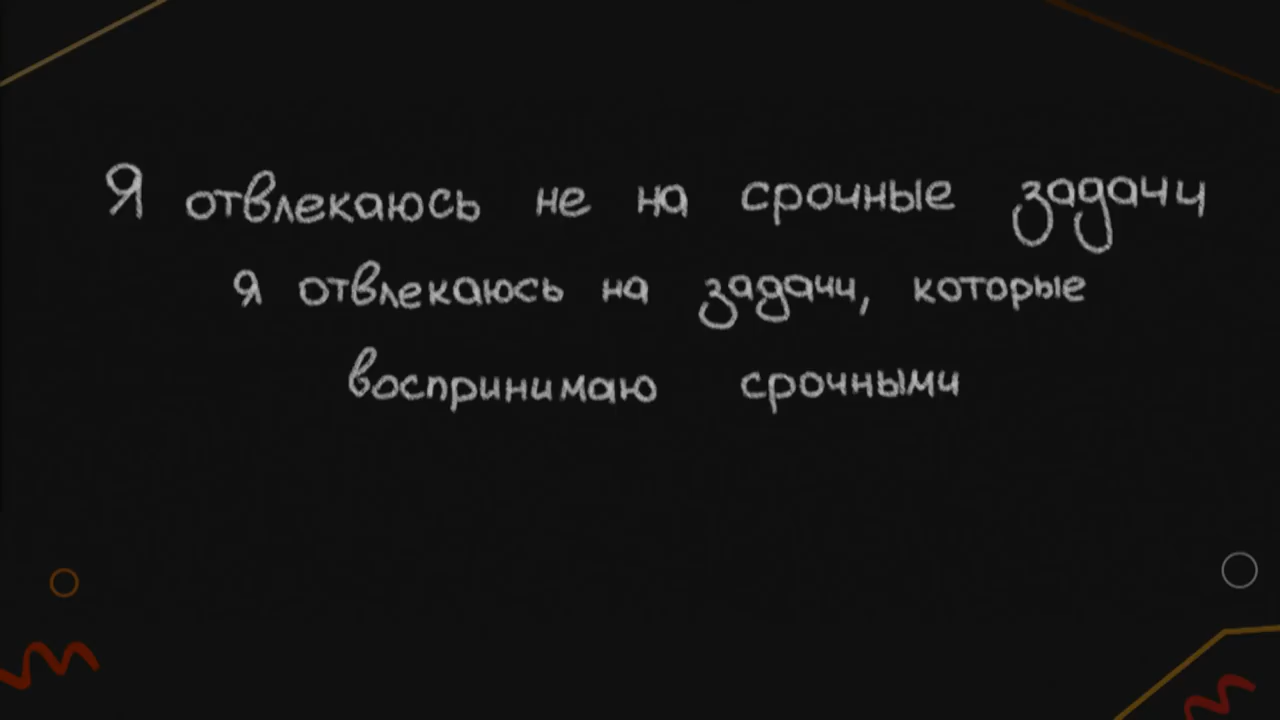 Я отвлекаюсь не на срочные задачи
я отвлекаюсь на задачи, которые
воспринимаю срочными